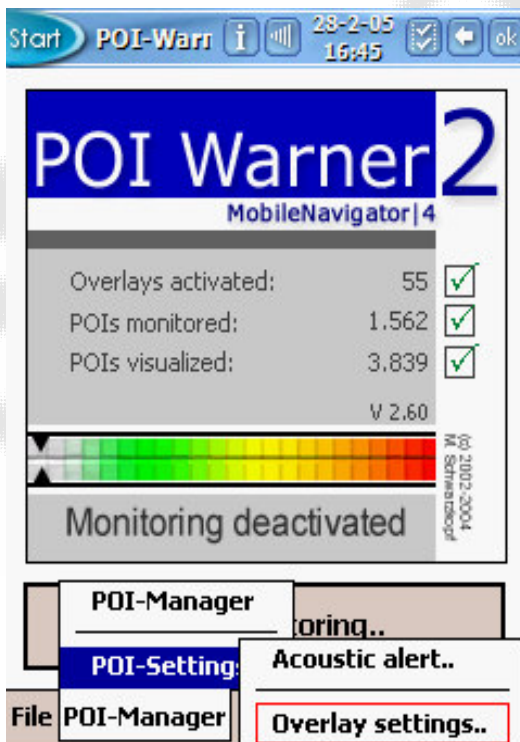 Start POI-Warr 28-2-05 16:45 ok
POI Warner 2
MobileNavigator|4
Overlays activated: 55
POIs monitored: 1.562
POIs visualized: 3.839
V 2.60
(c) 2002-2004
M. Schwarzkopf
Monitoring deactivated
POI-Manager
oring..
POI-Setting
Acoustic alert..
File POI-Manager
Overlay settings..